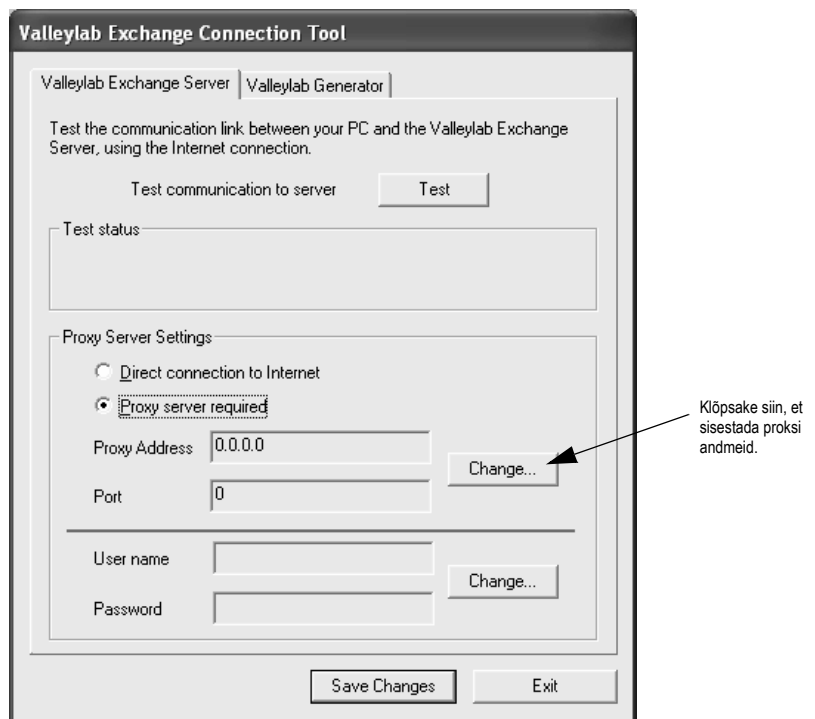 Valleylab Exchange Connection Tool
Valleylab Exchange Server
Valleylab Generator
Test the communication link between your PC and the Valleylab Exchange
Server, using the Internet connection.
Test communication to server
Test
Test status
Proxy Server Settings
Direct connection to Internet
Proxy server required
Proxy Address
0.0.0.0
Change...
Port
0
User name
Change...
Password
Save Changes
Exit
Klõpsake siin, et
sisestada proksi
andmeid.